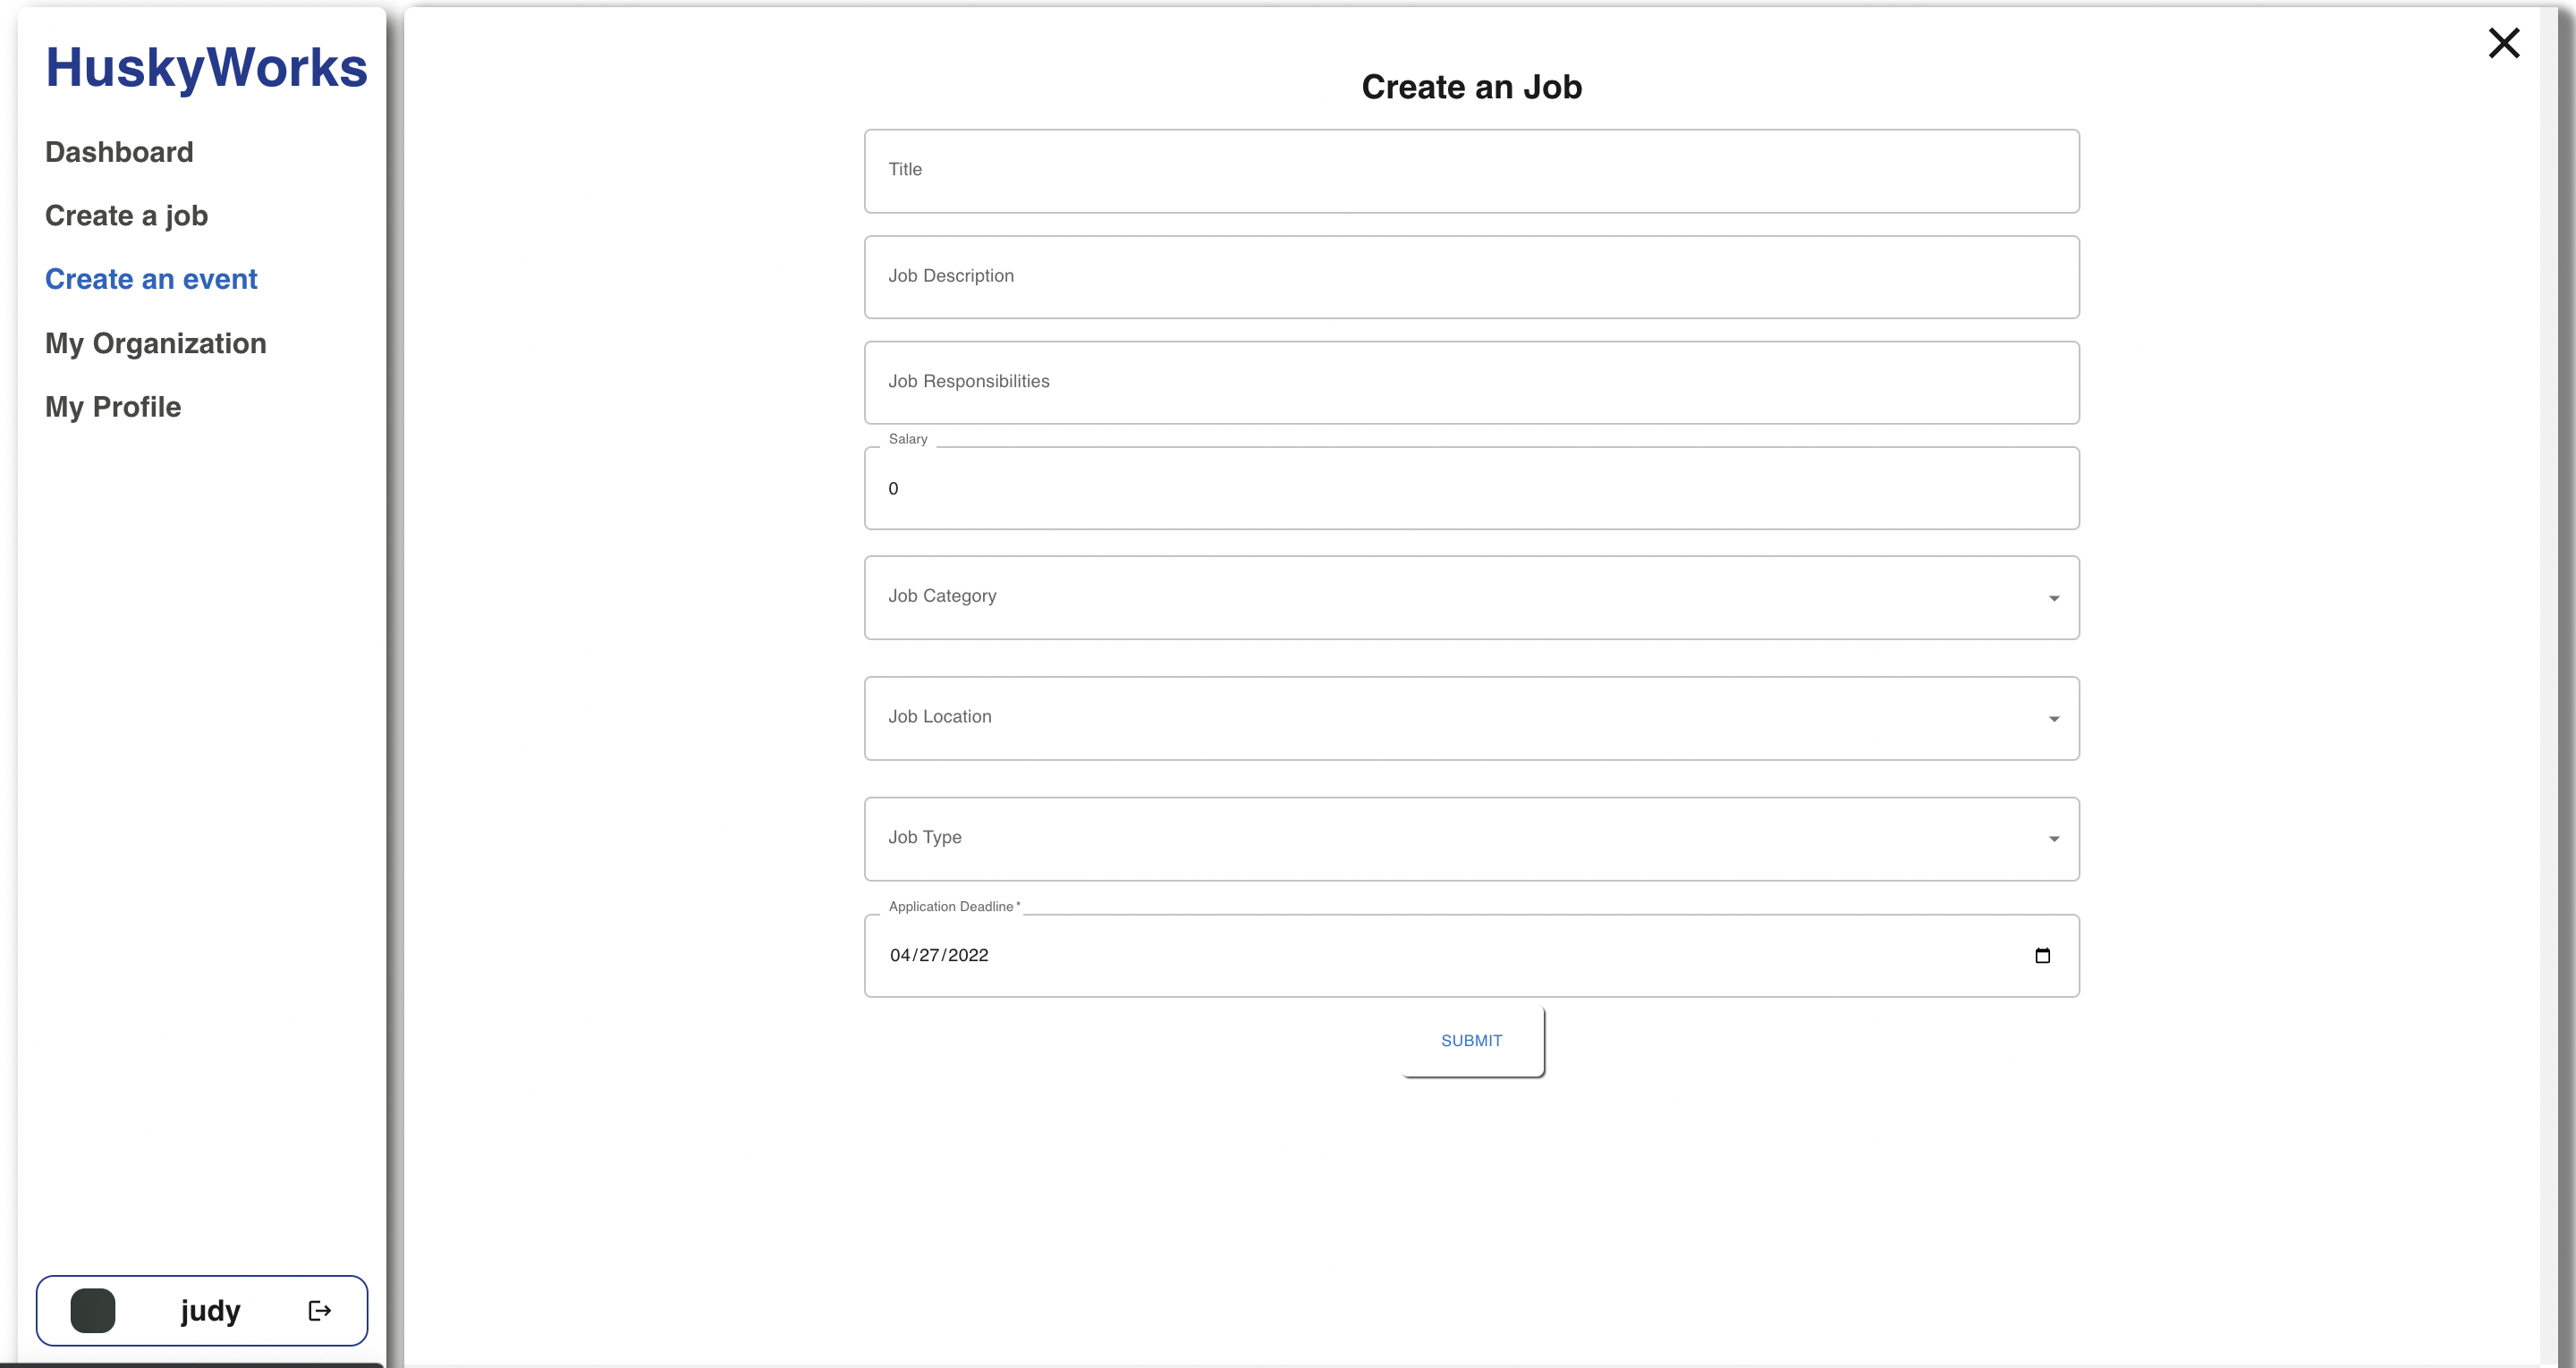 HuskyWorks
Dashboard
Create a job
Create an event
My Organization
My Profile
judy
Create an Job
Title
Job Description
Job Responsibilities
Salary
0
Job Category
Job Location
Job Type
Application Deadline *
04/27/2022
SUBMIT